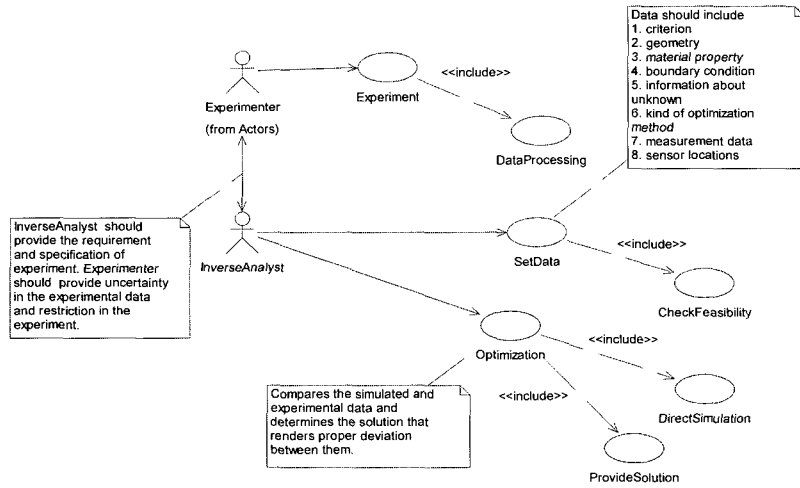 Data should include
1. criterion
2. geometry
3. material property
4. boundary condition
5. information about
unknown
6. kind of optimization
method
7. measurement data
8. sensor locations
<<include>>
Experimenter
(from Actors)
Experiment
DataProcessing
InverseAnalyst should
provide the requirement
and specification of
experiment. Experimenter
should provide uncertainty
in the experimental data
and restriction in the
experiment.
InverseAnalyst
SetData
<<include>>
CheckFeasibility
Optimization
<<include>>
<<include>>
Compares the simulated and
experimental data and
determines the solution that
renders proper deviation
between them.
DirectSimulation
ProvideSolution